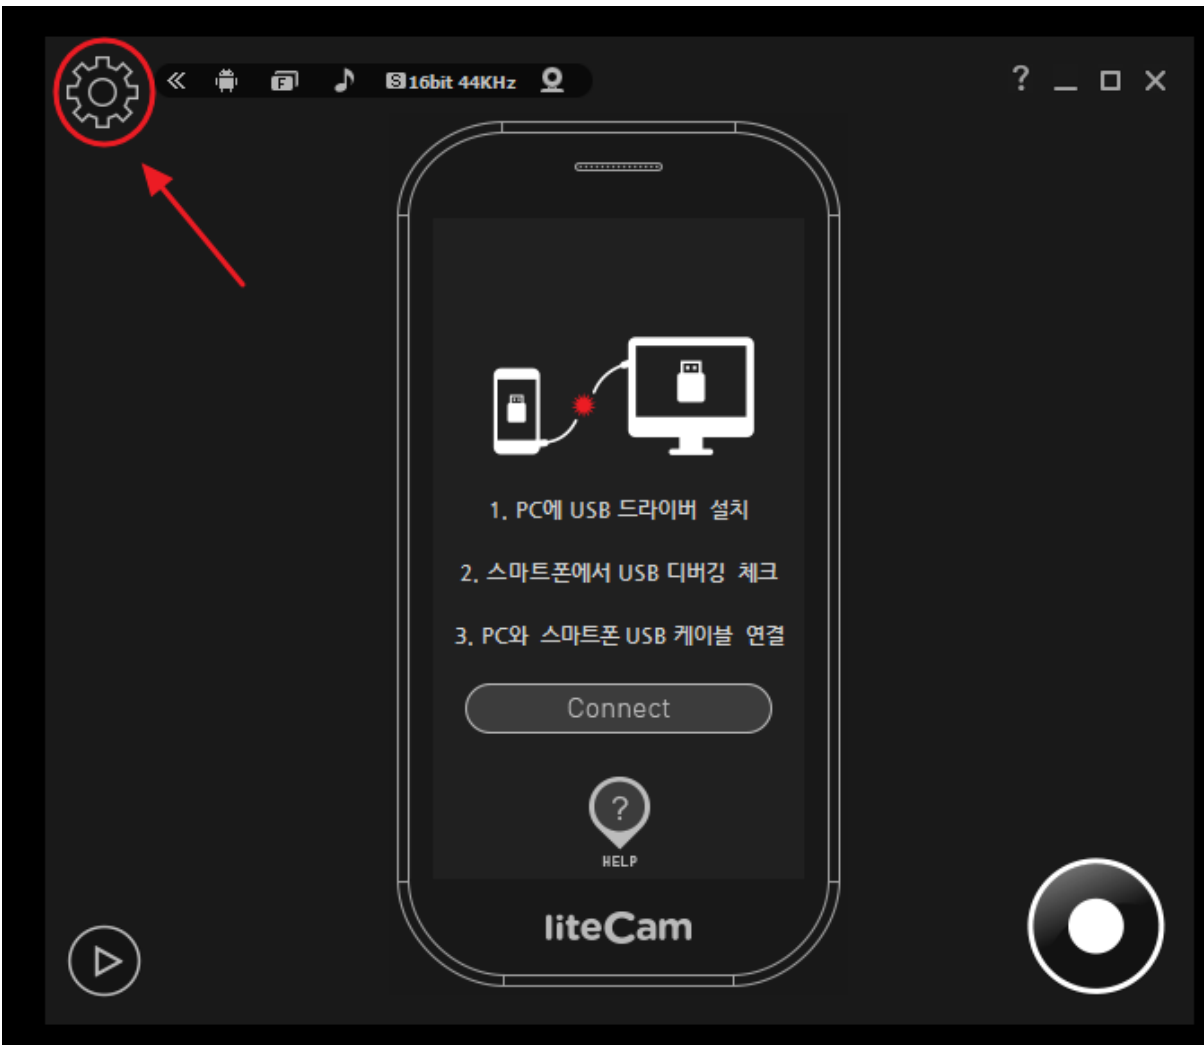 S 16bit 44KHz
?
1. PC에 USB 드라이버 설치
2. 스마트폰에서 USB 디버깅 체크
3. PC와 스마트폰 USB 케이블 연결
Connect
?
HELP
liteCam